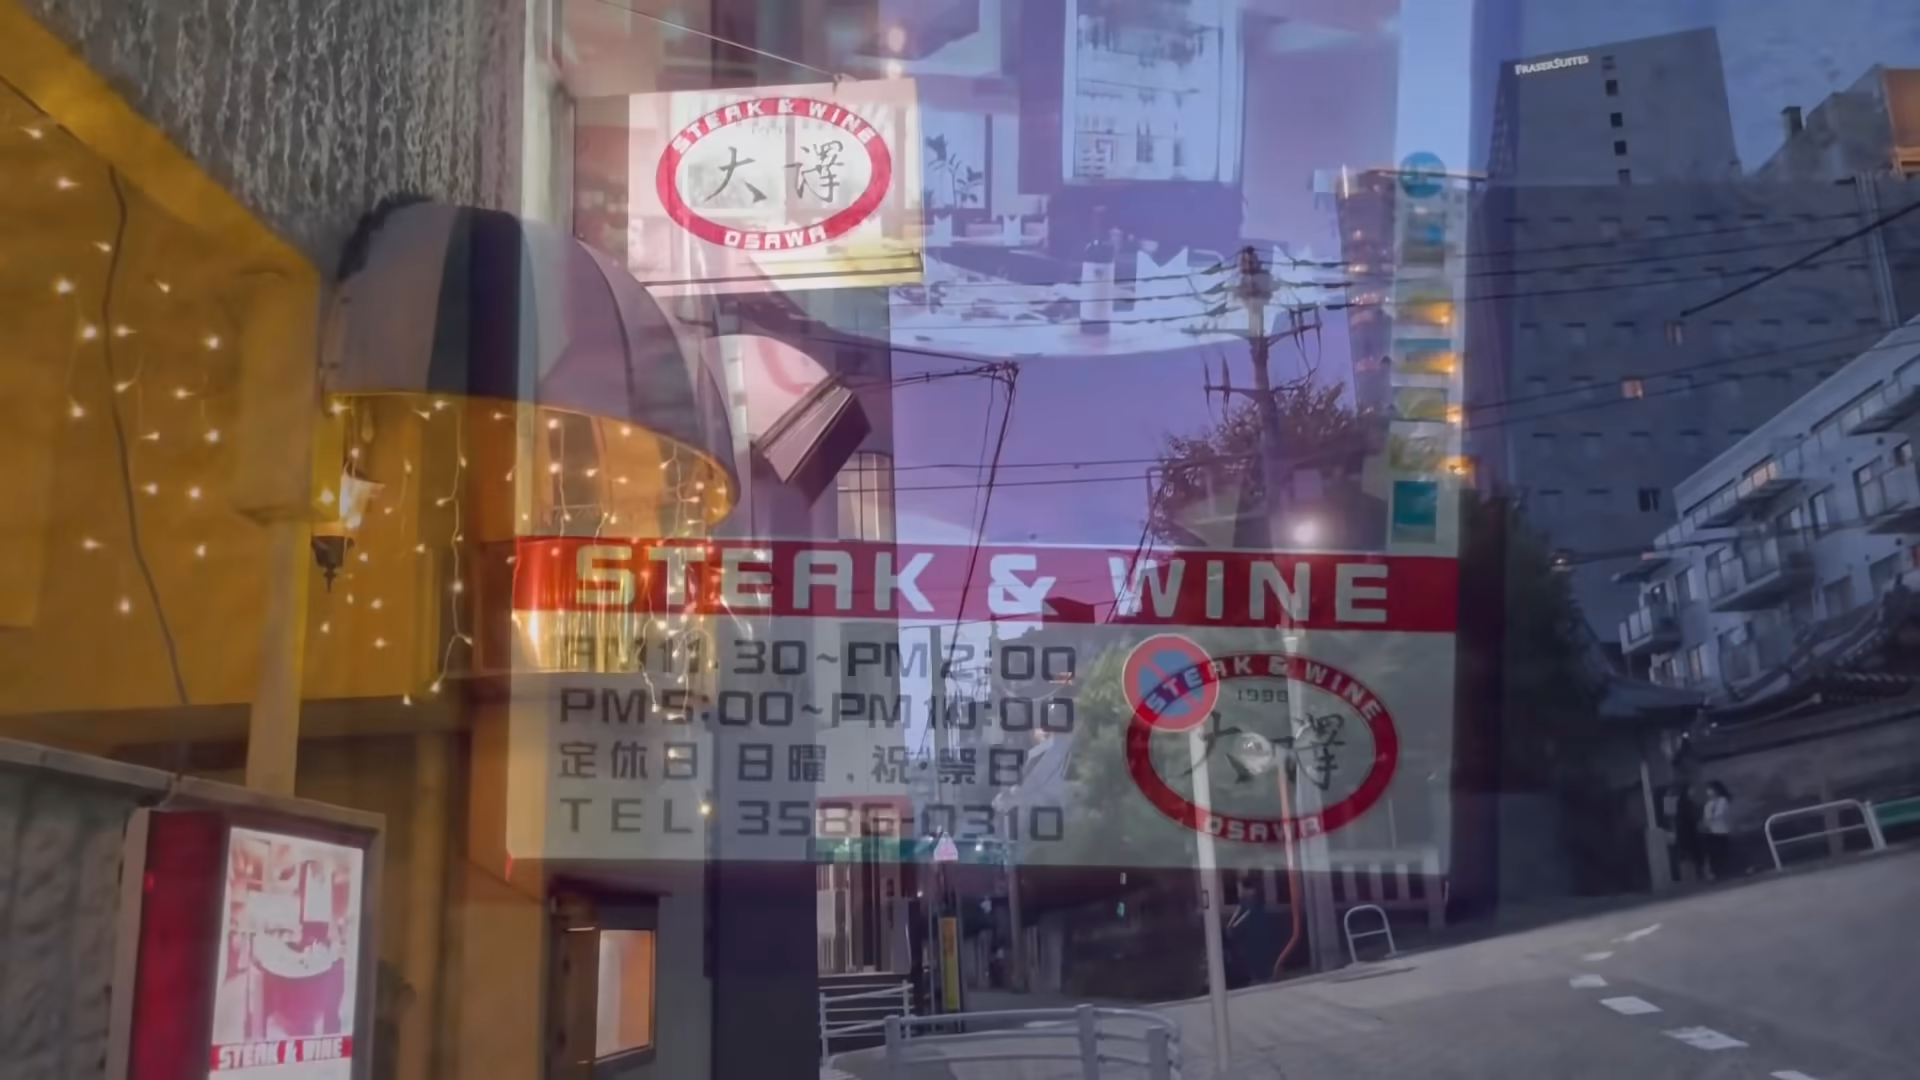 FRASER SUITES
STEAK & WINE
大澤
OSAWA
STEAK & WINE
AM11:30~PM2:00
PM5:00~PM10:00
定休日 日曜.祝・祭日
TEL 3586-0310
STEAK & WINE
1998
大澤
OSAWA
STEAK & WINE